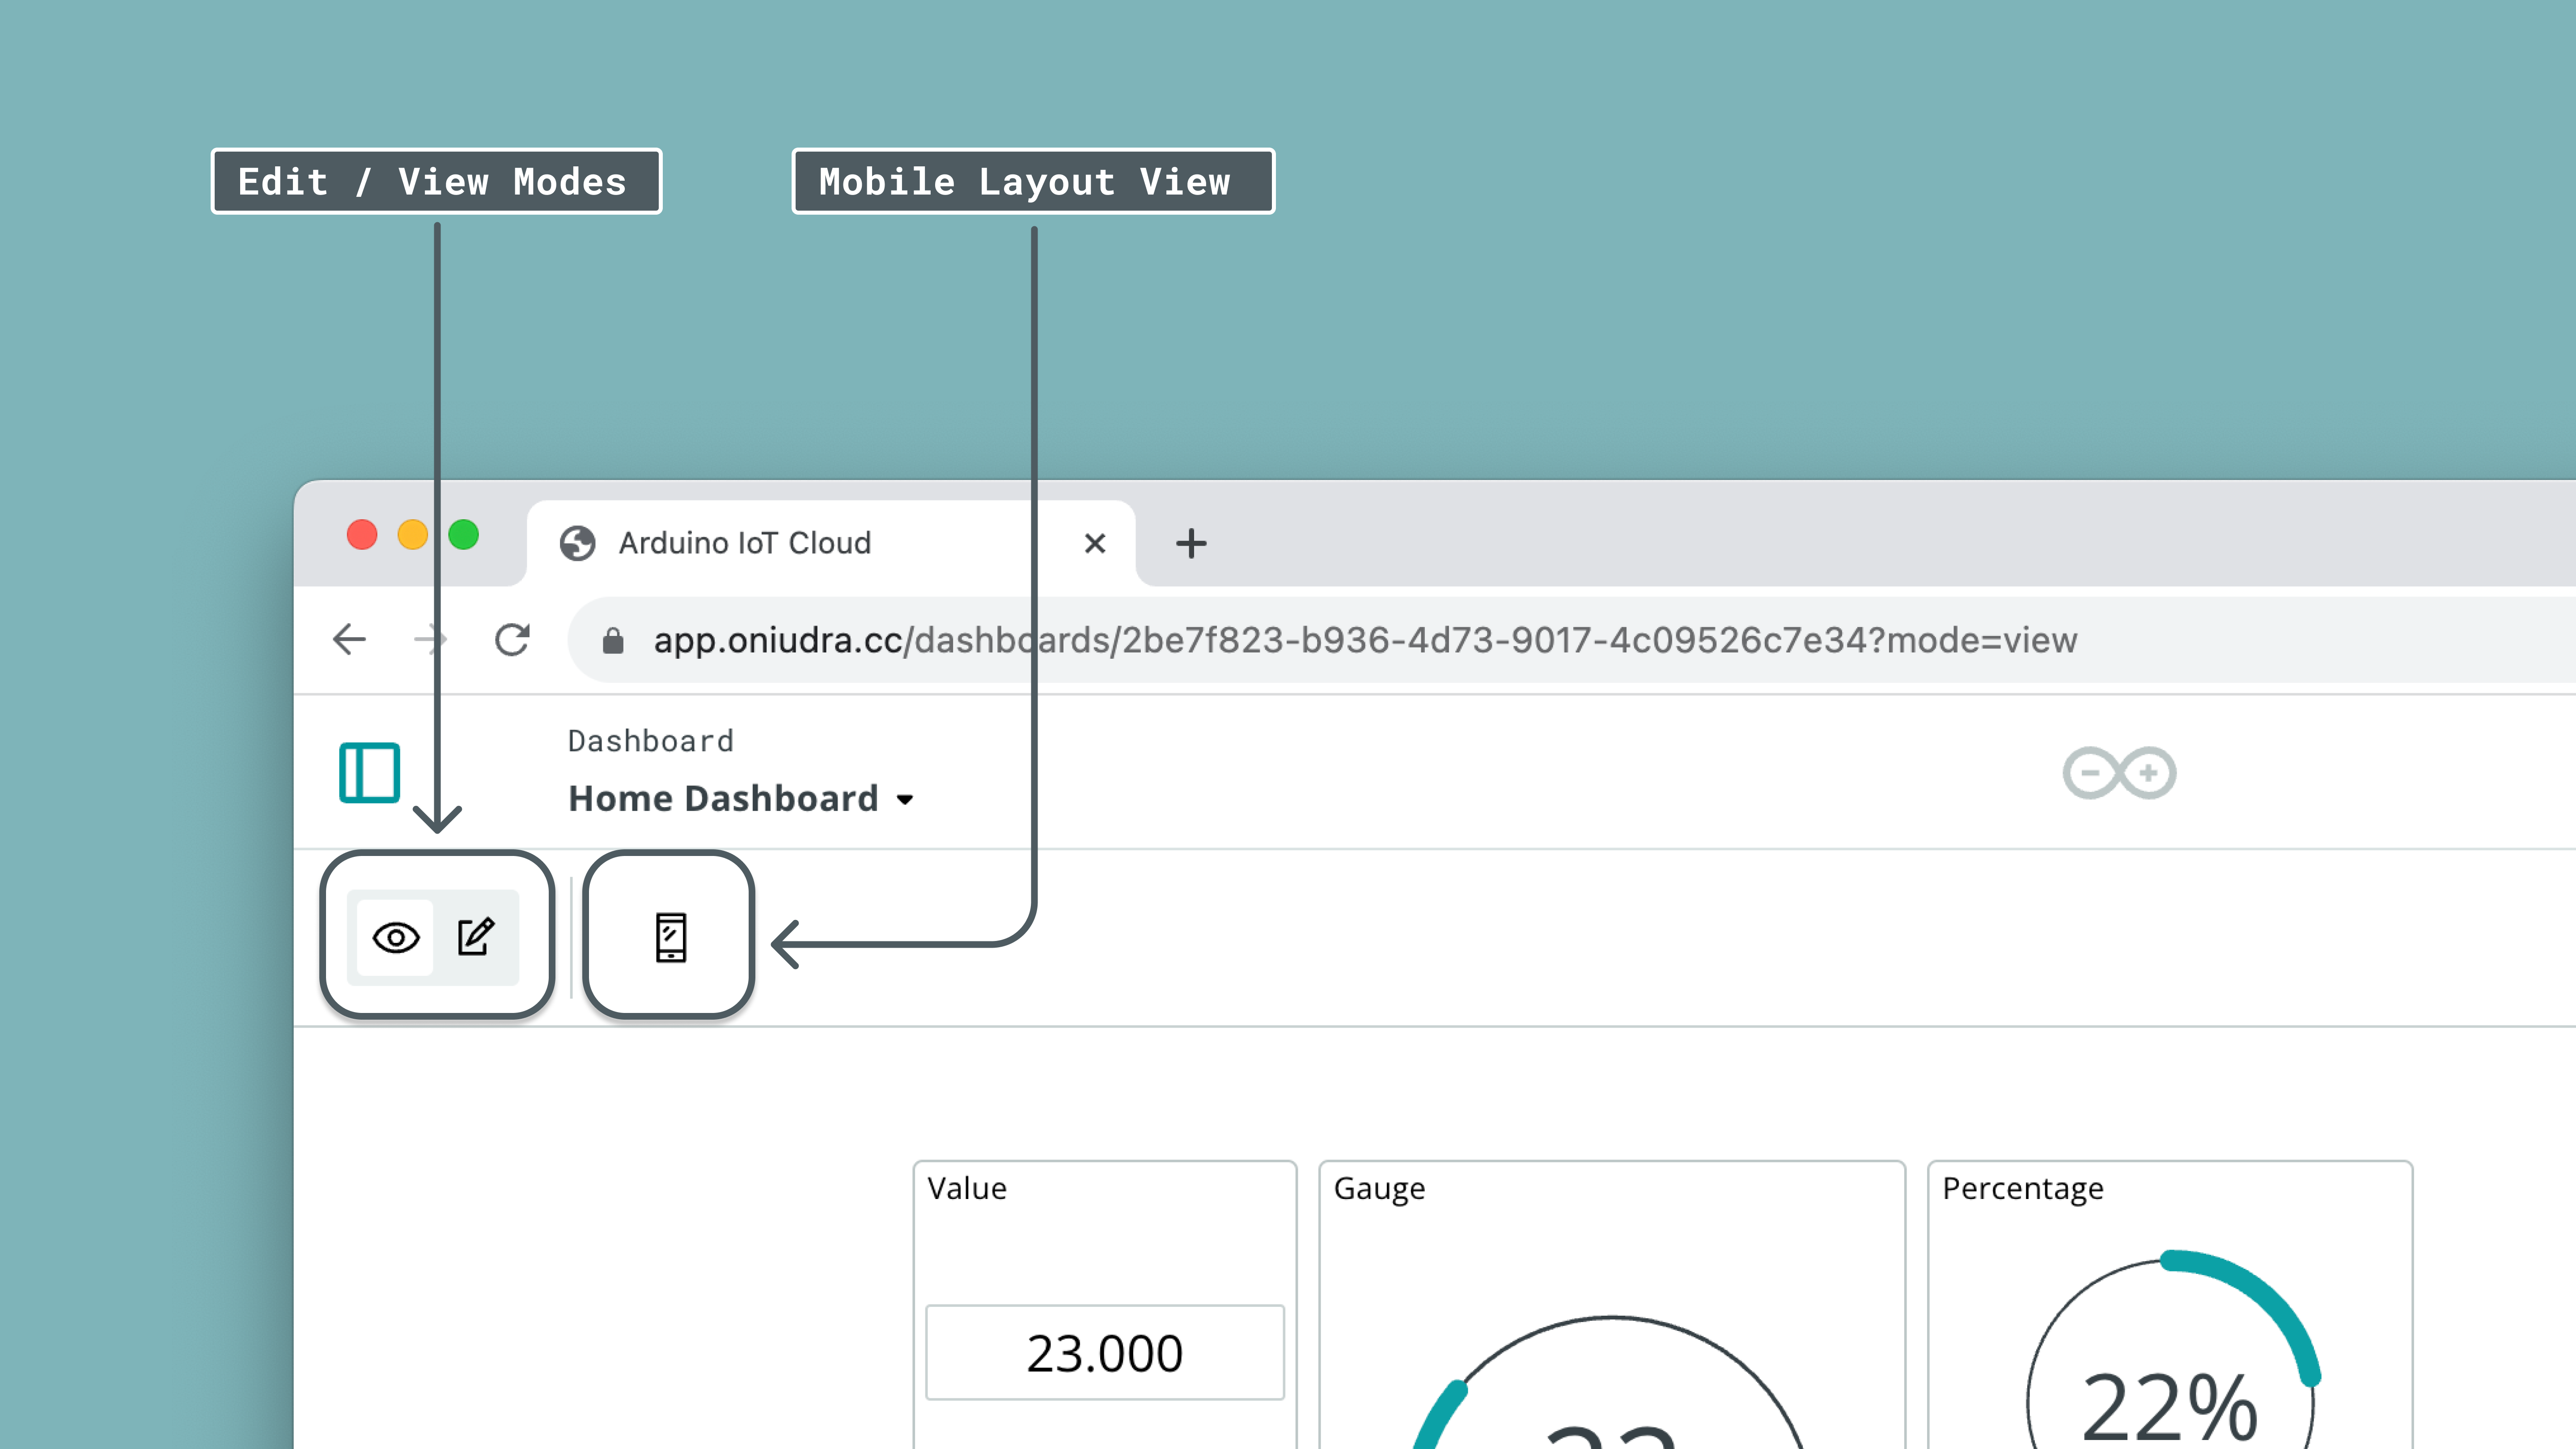 Edit / View Modes
Mobile Layout View
Arduino IoT Cloud
app.oniudra.cc/dashboards/2be7f823-b936-4d73-9017-4c09526c7e34?mode=view
Dashboard
Home Dashboard
Value
Gauge
Percentage
23.000
22%